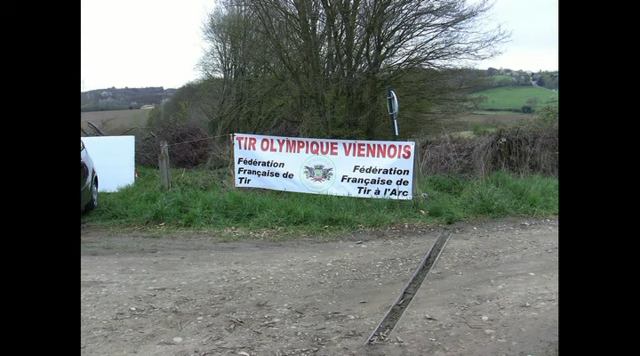 TIR OLYMPIQUE VIENNOIS
Fédération
Française de
Tir
Fédération
Française de
Tir à l'Arc